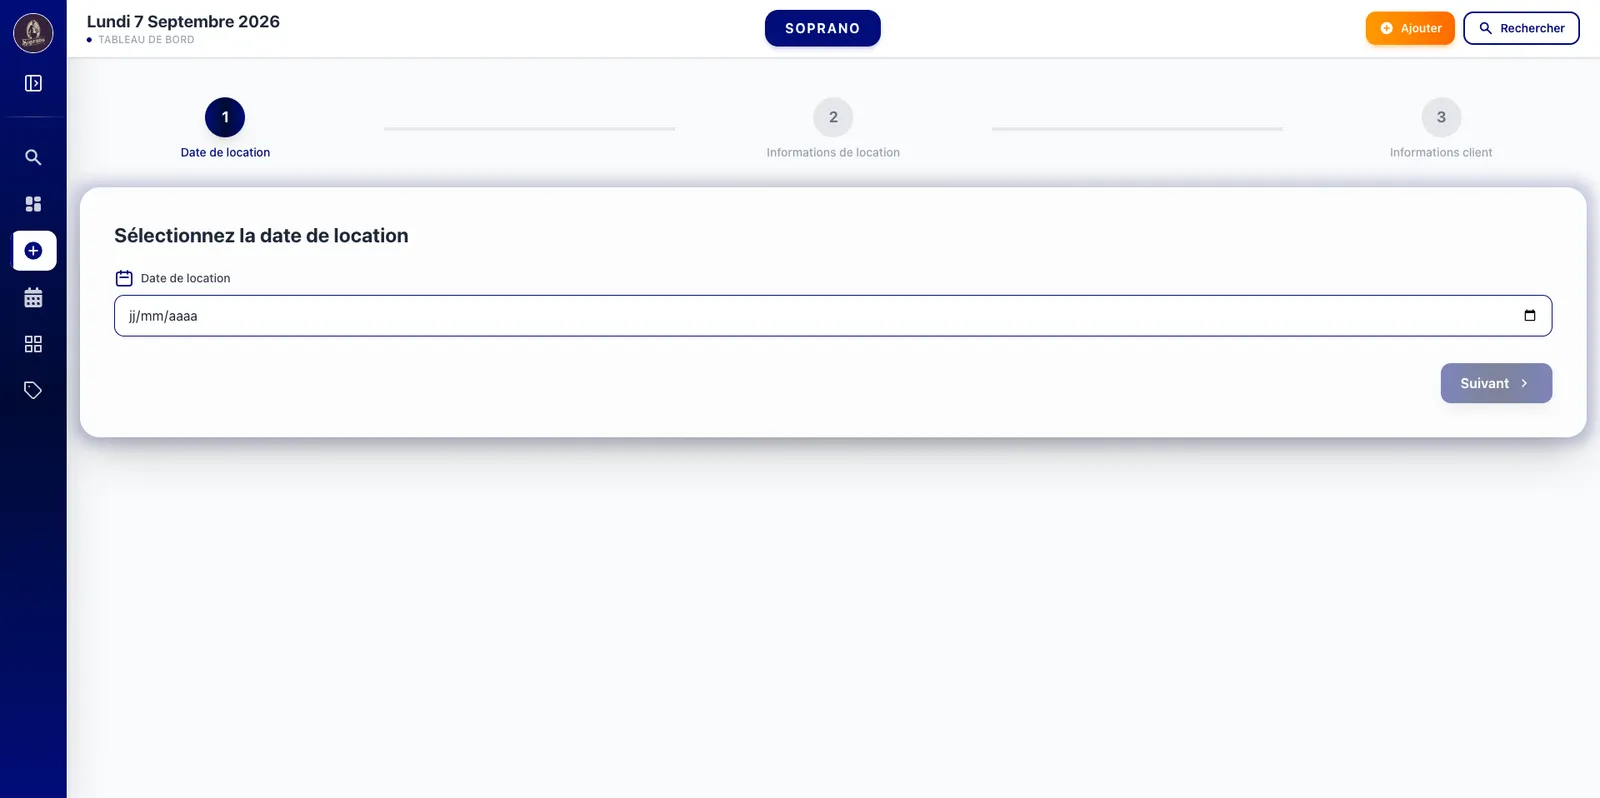 Lundi 7 Septembre 2026
TABLEAU DE BORD
SOPRANO
Ajouter
Rechercher
1
Date de location
2
Informations de location
3
Informations client
Sélectionnez la date de location
Date de location
jj/mm/aaaa
Suivant